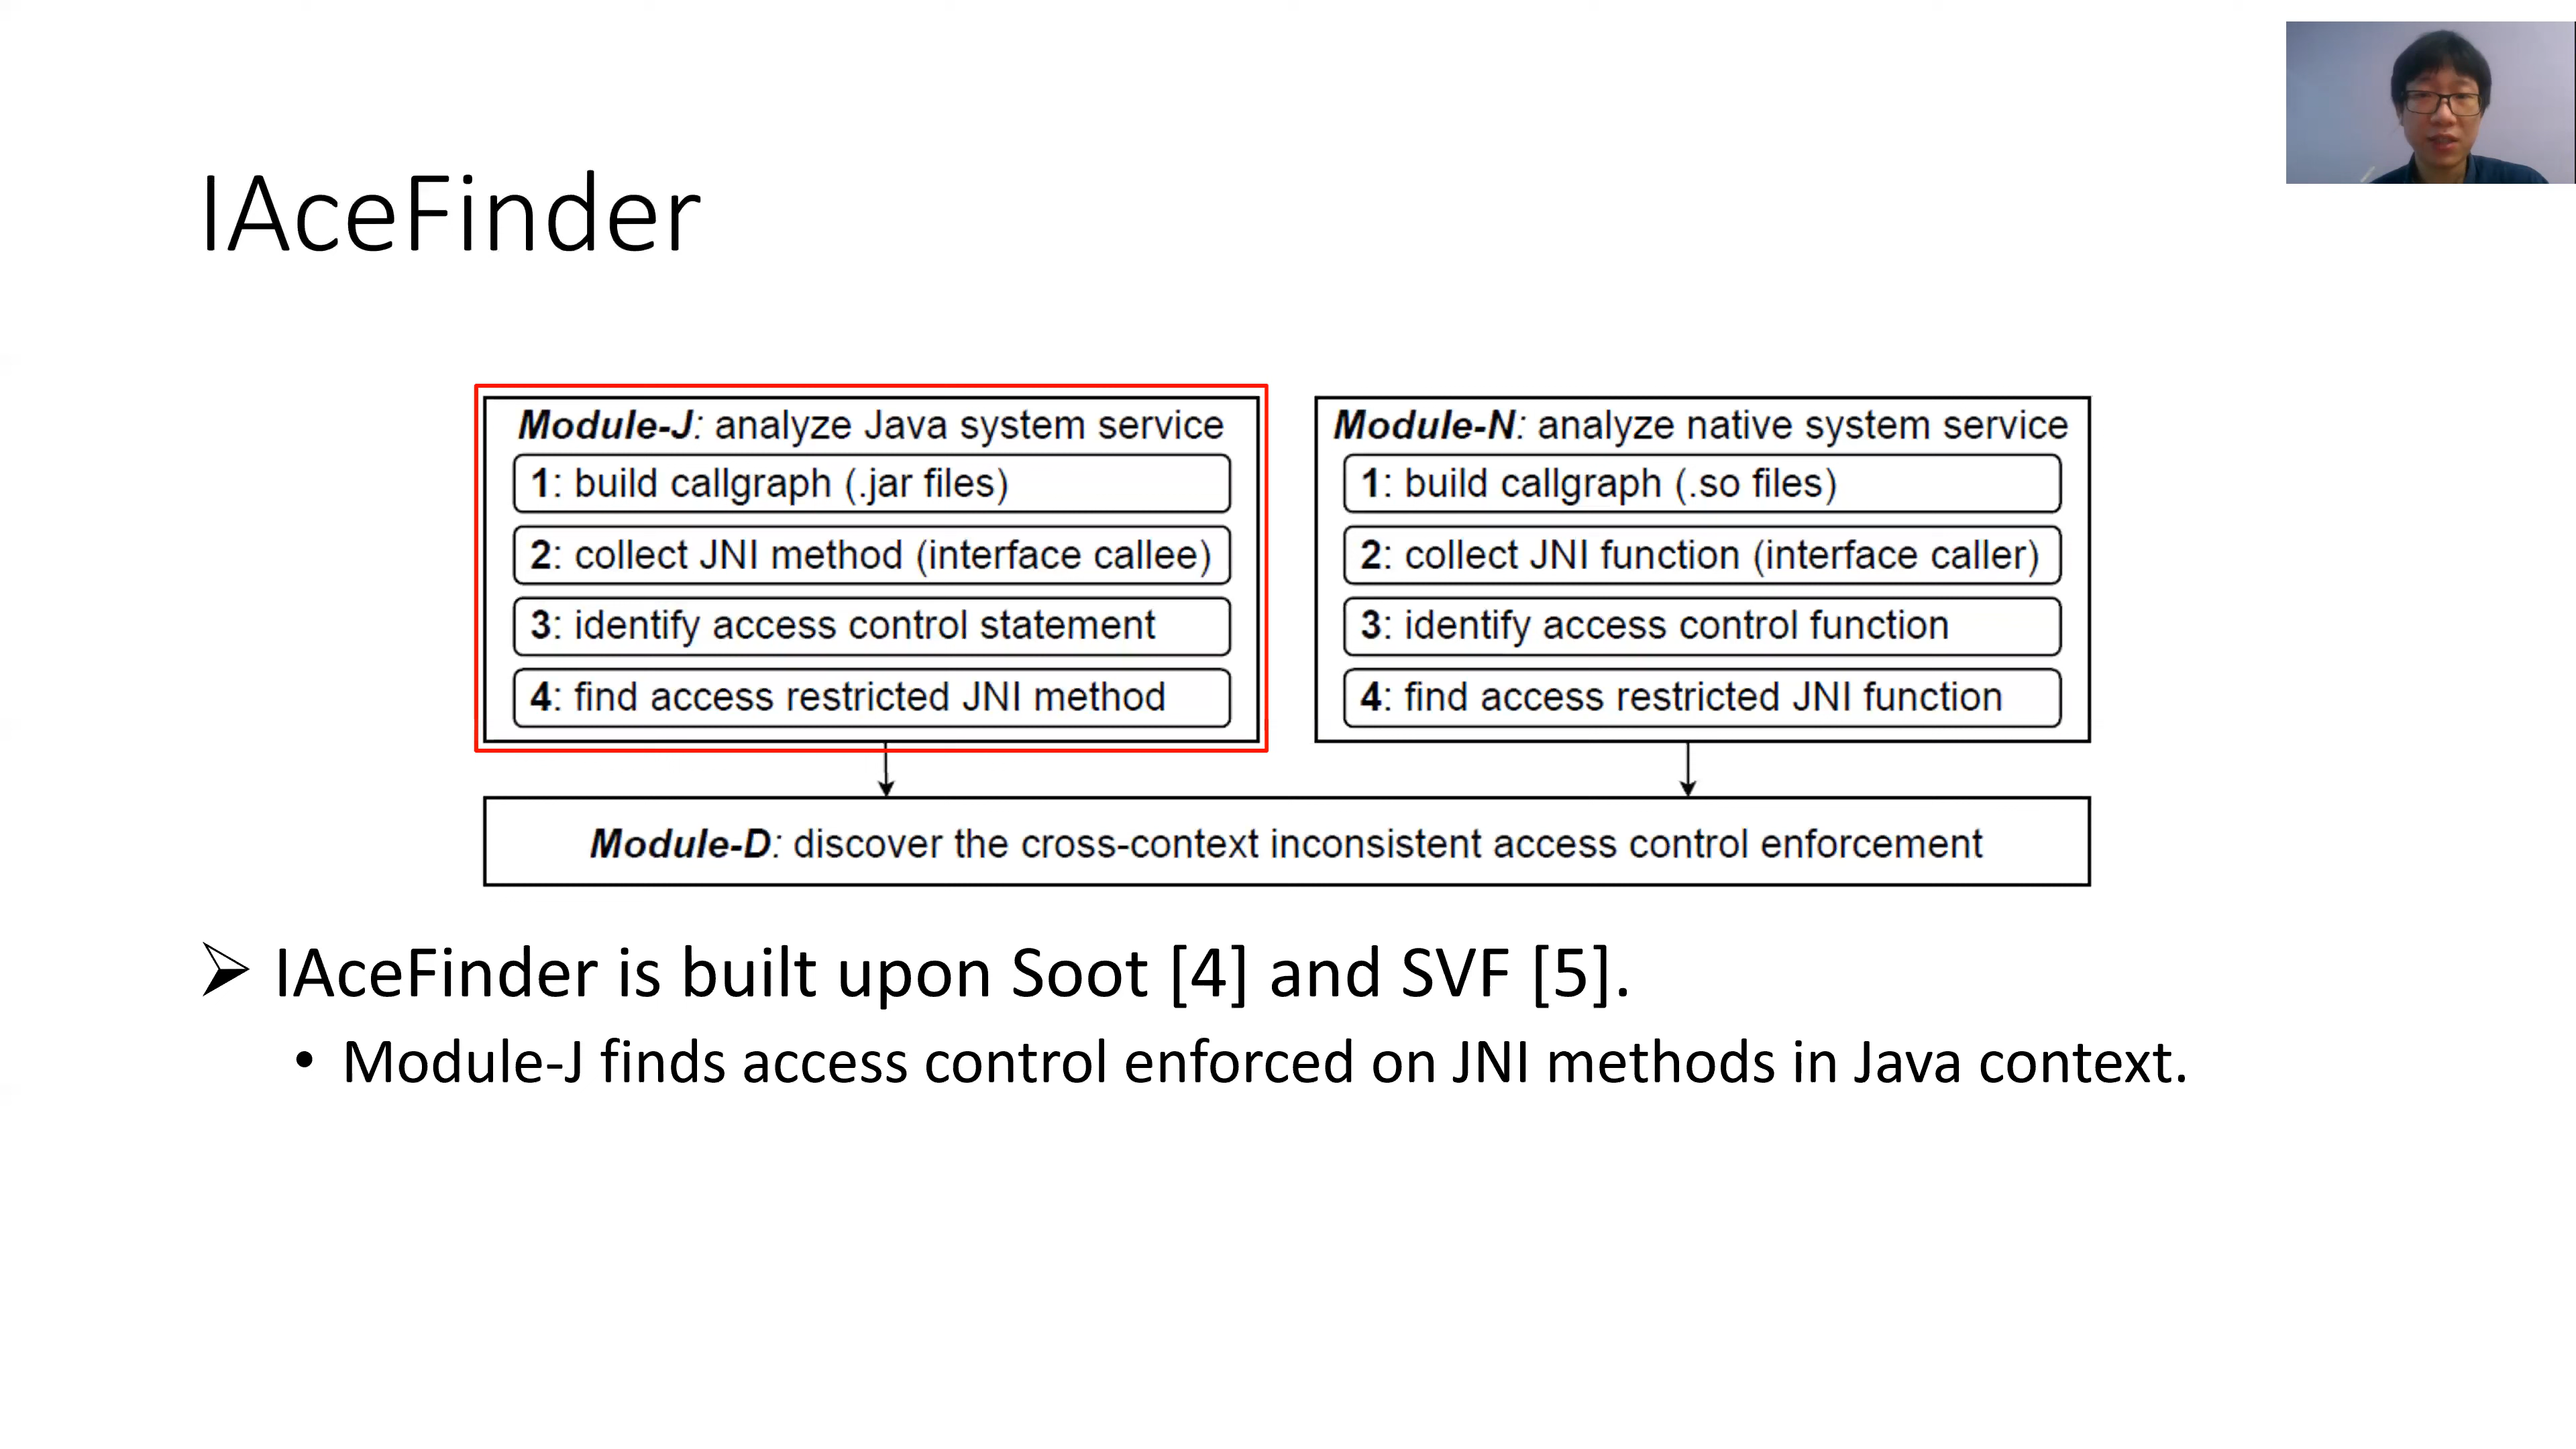 IAceFinder
Module-J: analyze Java system service
1: build callgraph (.jar files)
2: collect JNI method (interface callee)
3: identify access control statement
4: find access restricted JNI method
Module-N: analyze native system service
1: build callgraph (.so files)
2: collect JNI function (interface caller)
3: identify access control function
4: find access restricted JNI function
Module-D: discover the cross-context inconsistent access control enforcement
➢ IAceFinder is built upon Soot [4] and SVF [5].
• Module-J finds access control enforced on JNI methods in Java context.